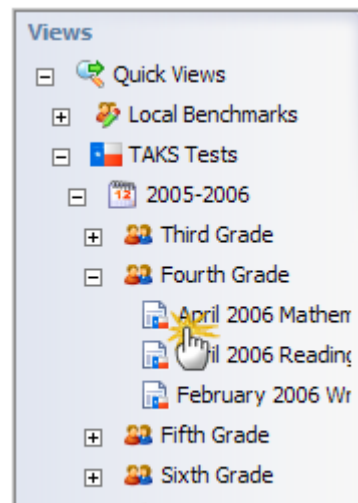 Views
Quick Views
Local Benchmarks
TAKS Tests
12 2005-2006
Third Grade
Fourth Grade
April 2006 Mathem
April 2006 Reading
February 2006 Wr
Fifth Grade
Sixth Grade